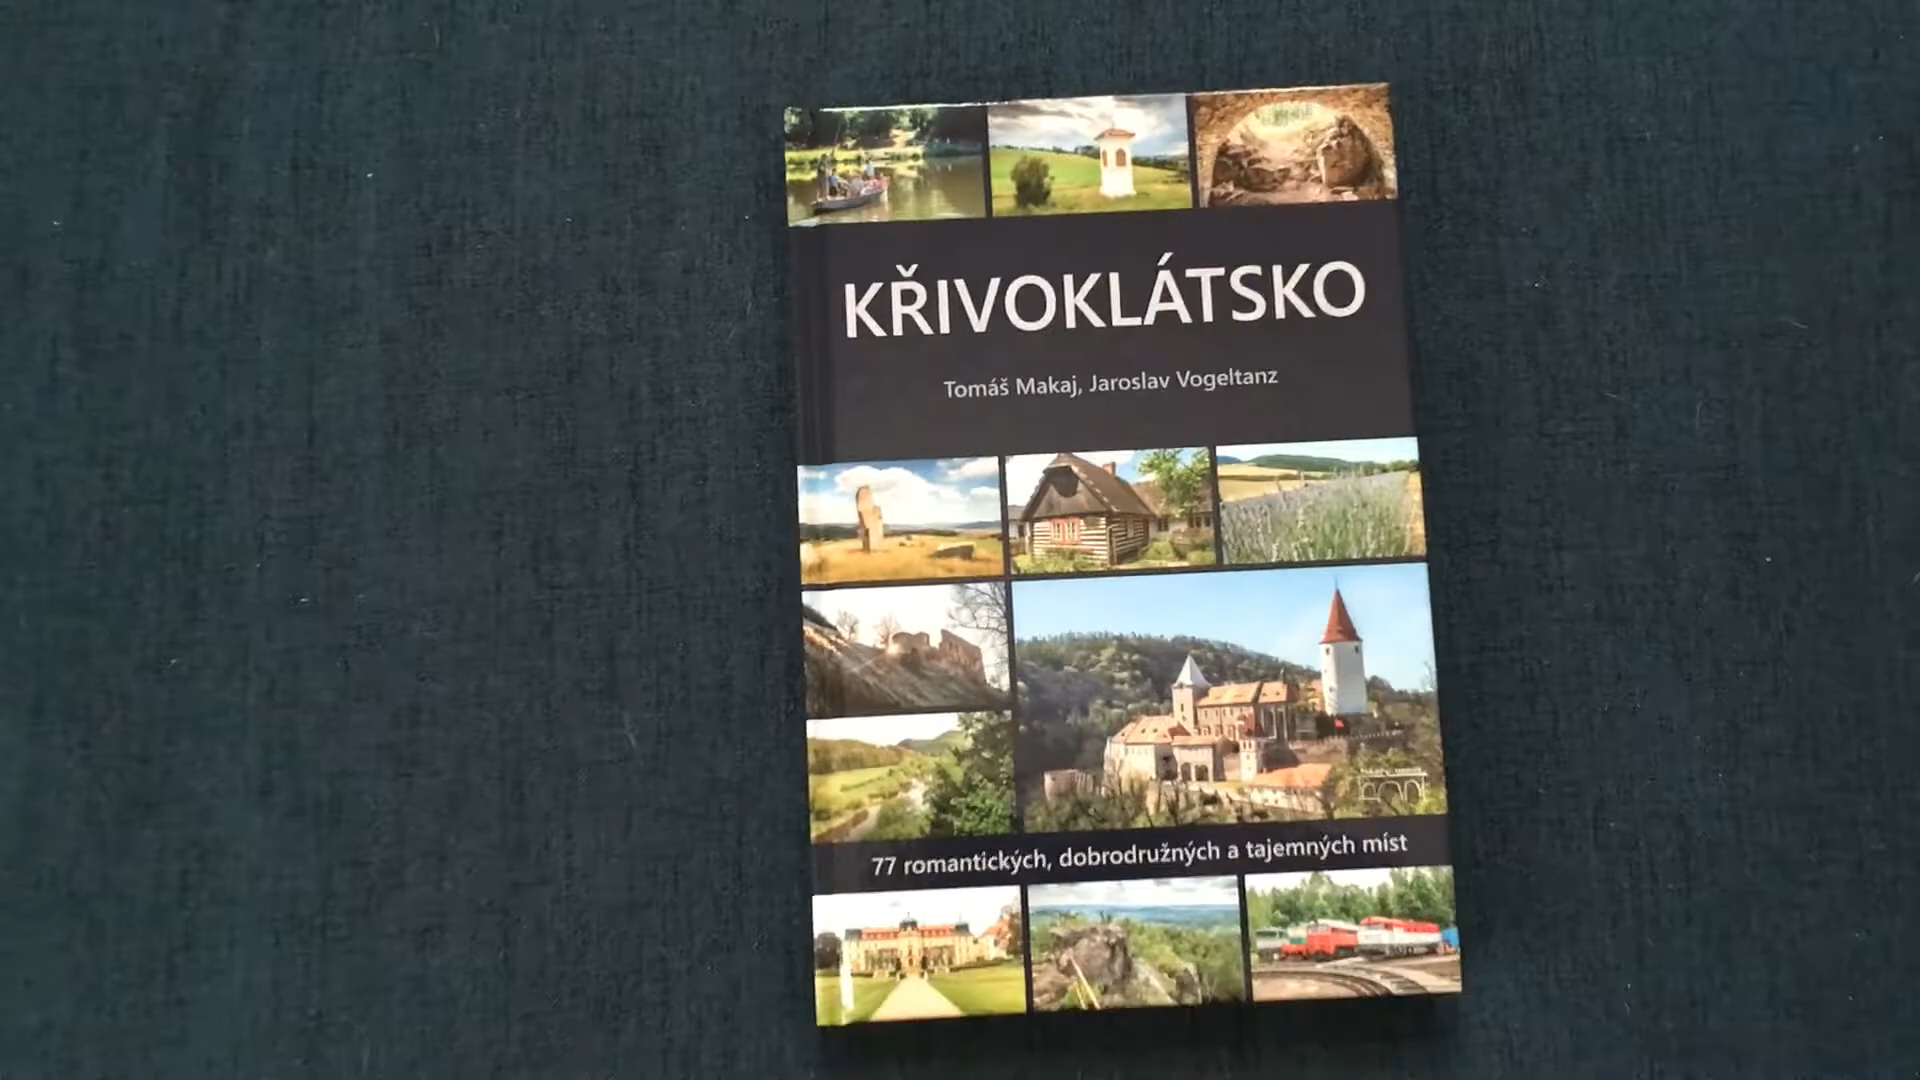 KŘIVOKLÁTSKO
Tomáš Makaj, Jaroslav Vogeltanz
77 romantických, dobrodružných a tajemných míst